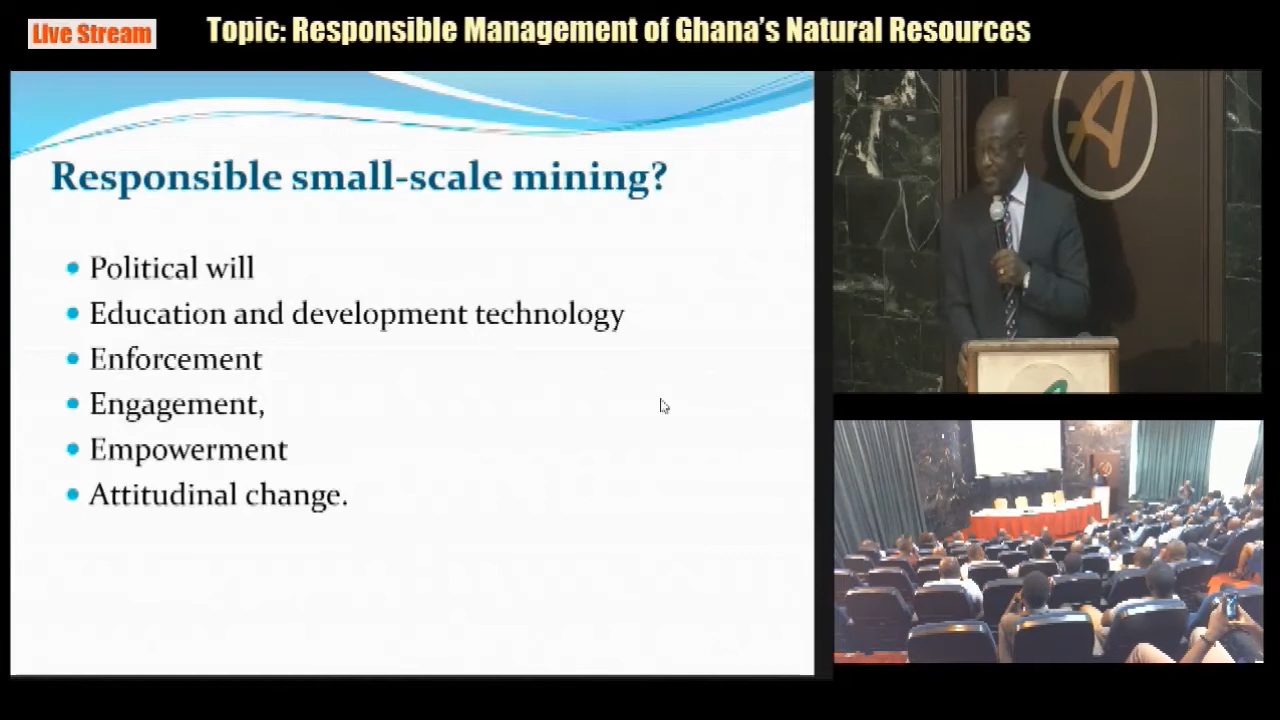 Live Stream
Topic: Responsible Management of Ghana's Natural Resources
Responsible small-scale mining?
Political will
Education and development technology
Enforcement
Engagement,
Empowerment
Attitudinal change.
A